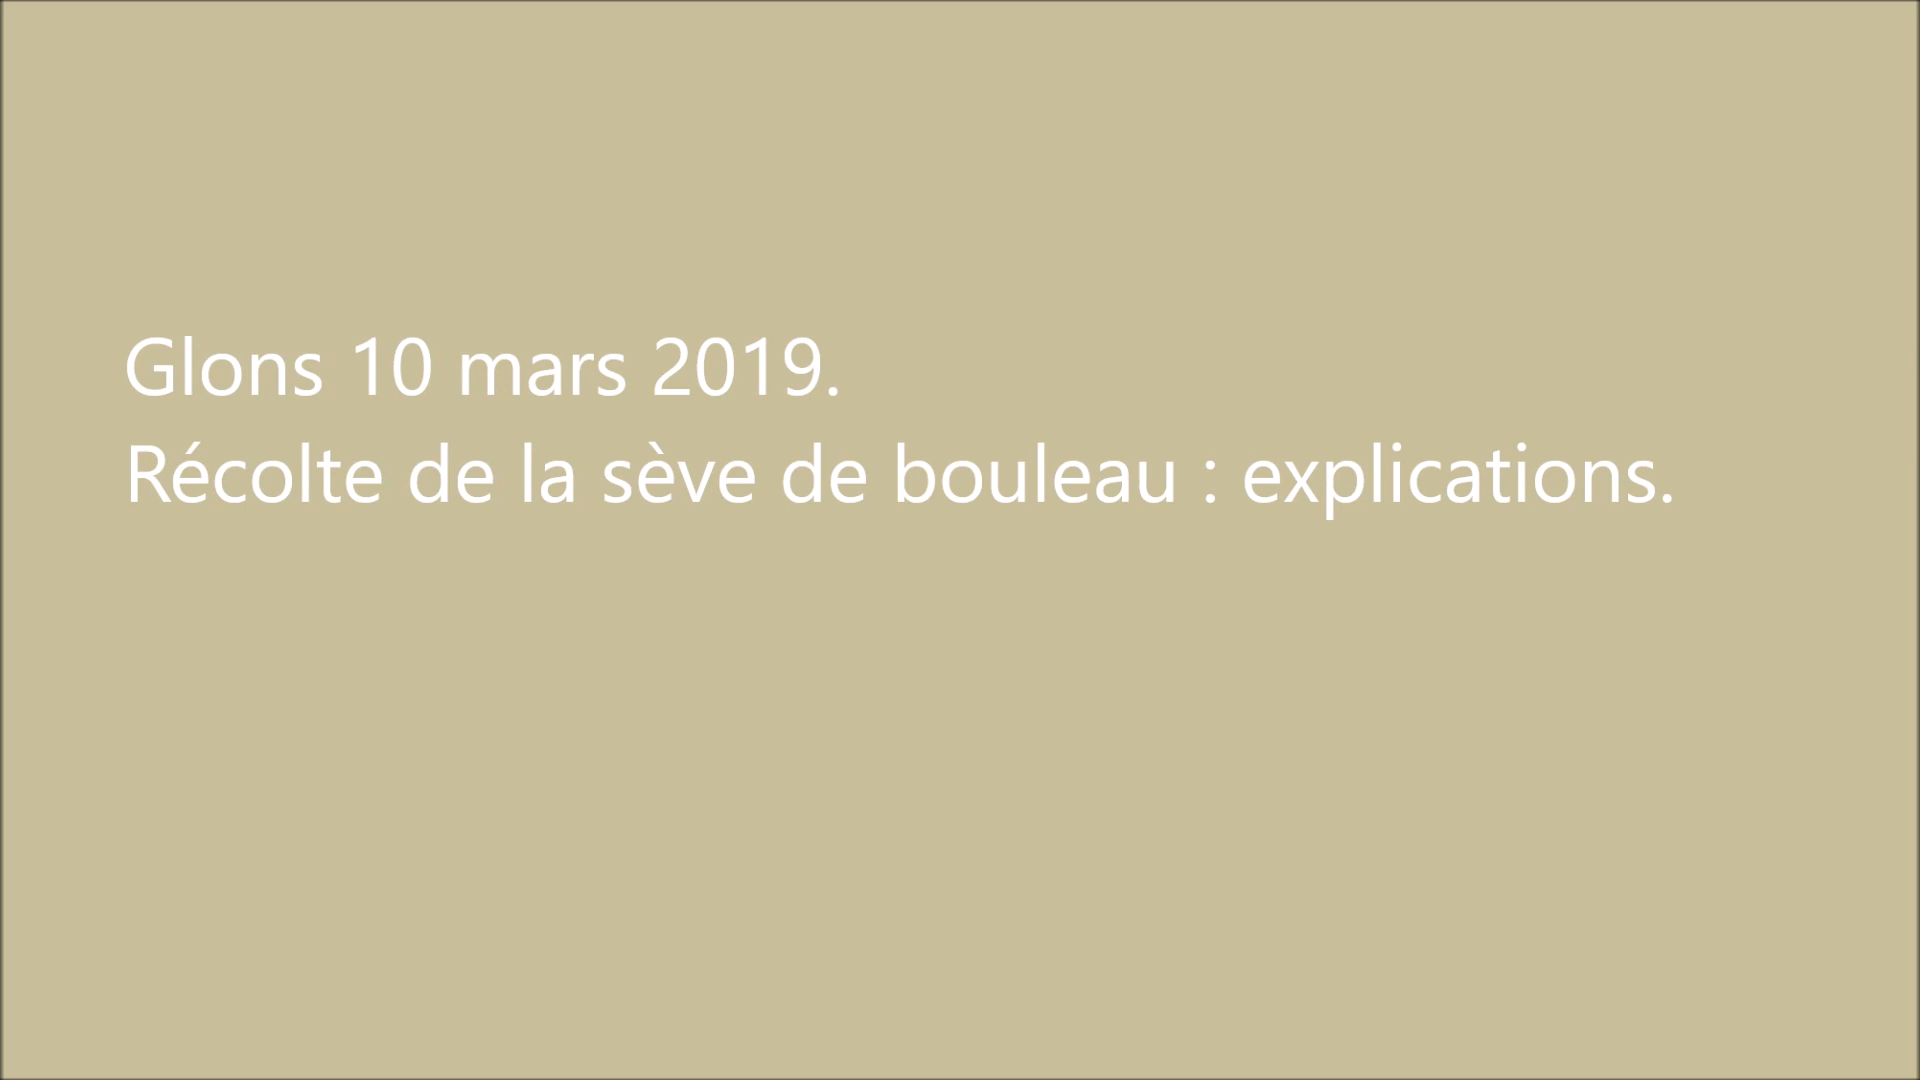 Glons 10 mars 2019.
Récolte de la sève de bouleau : explications.